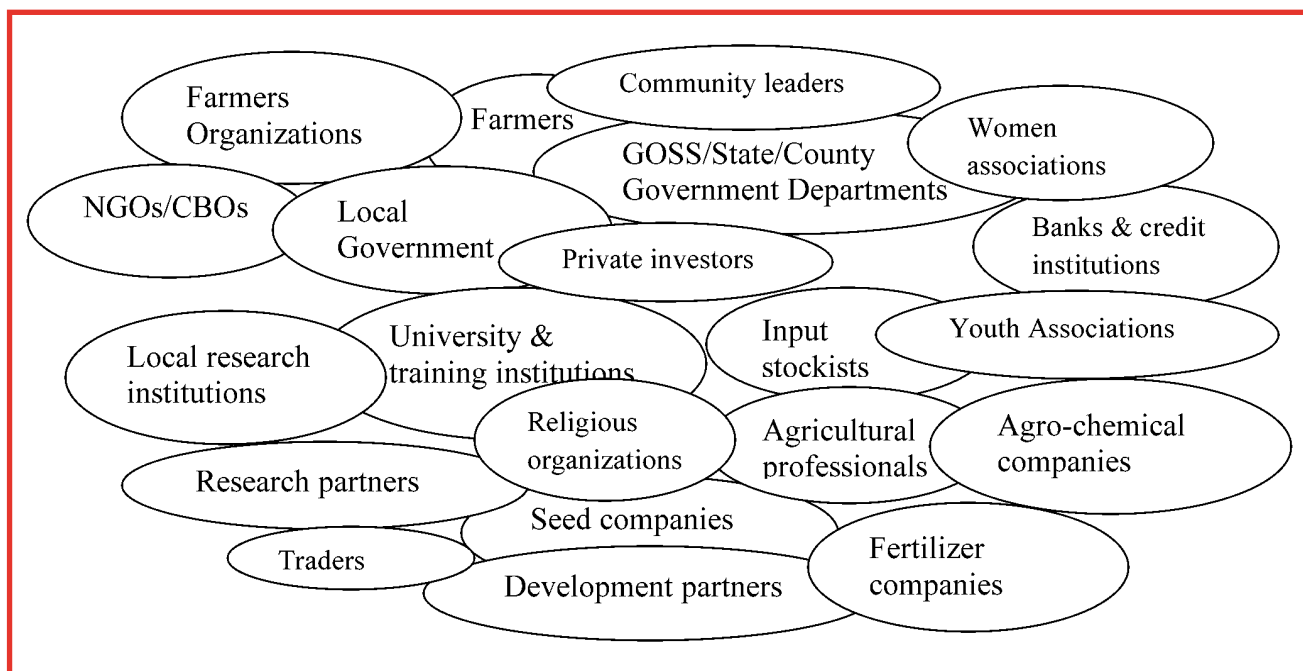 Community leaders
Farmers
Organizations
Farmers
Women
associations
GOSS/State/County
Government Departments
NGOs/CBOs
Local
Government
Banks & credit
institutions
Private investors
University &
training institutions
Input
stockists
Youth Associations
Local research
institutions
Religious
organizations
Agricultural
professionals
Agro-chemical
companies
Research partners
Seed companies
Traders
Development partners
Fertilizer
companies